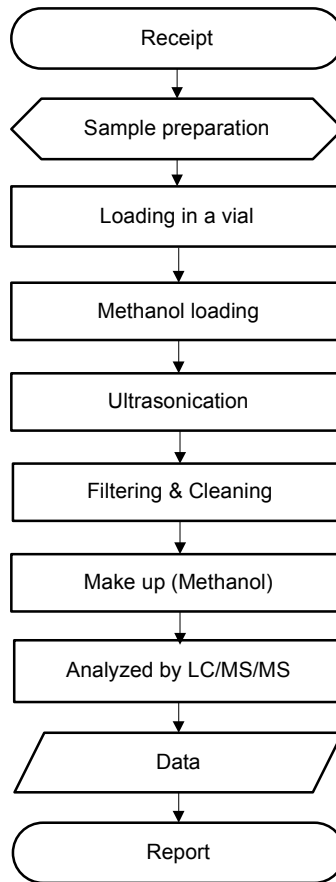 Receipt
Sample preparation
Loading in a vial
Methanol loading
Ultrasonication
Filtering & Cleaning
Make up (Methanol)
Analyzed by LC/MS/MS
Data
Report